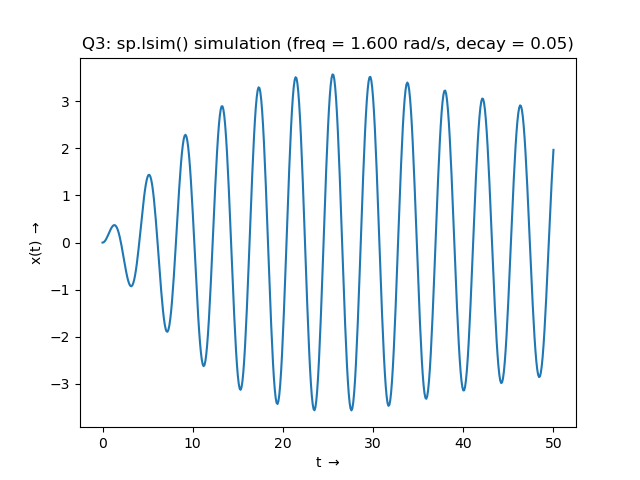 Q3: sp.lsim() simulation (freq = 1.600 rad/s, decay = 0.05)
x(t) →
3
2
1
0
−1
−2
−3
0 10 20 30 40 50
t →